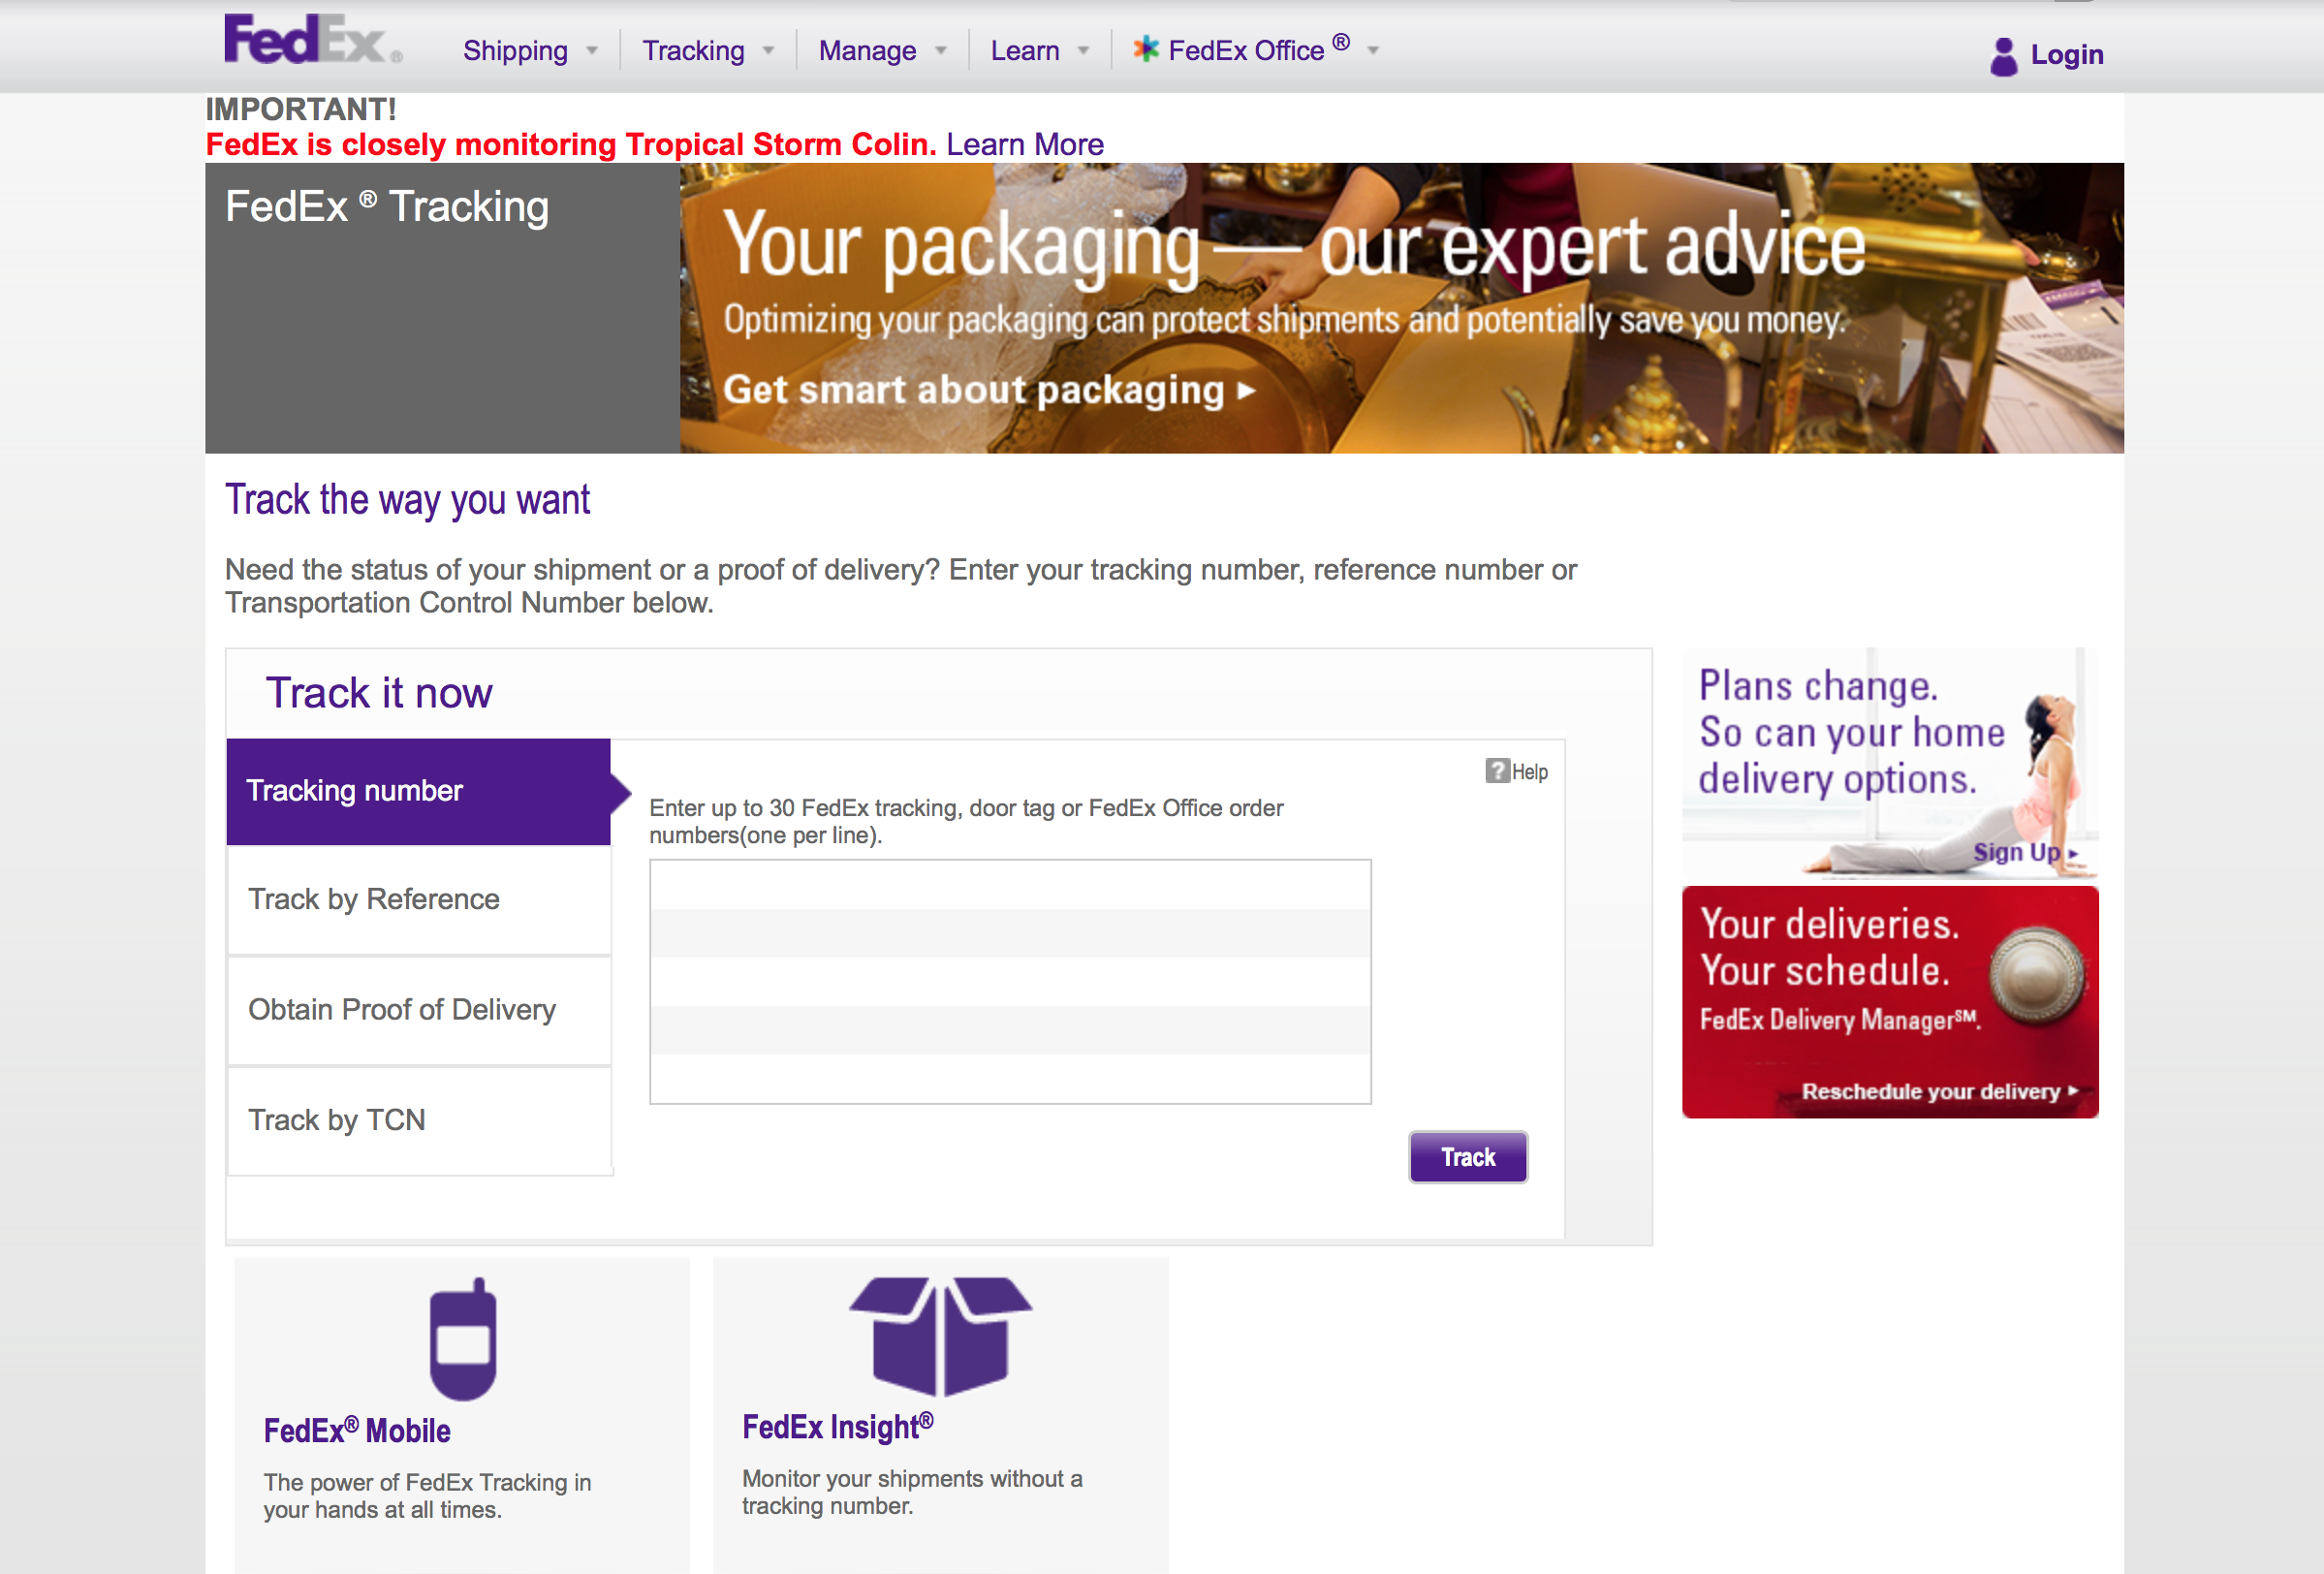 FedEx®
Shipping
Tracking
Manage
Learn
FedEx Office ®
Login
IMPORTANT!
FedEx is closely monitoring Tropical Storm Colin. Learn More
FedEx ® Tracking
Your packaging — our expert advice
Optimizing your packaging can protect shipments and potentially save you money.
Get smart about packaging ▸
Track the way you want
Need the status of your shipment or a proof of delivery? Enter your tracking number, reference number or
Transportation Control Number below.
Track it now
Tracking number
Track by Reference
Obtain Proof of Delivery
Track by TCN
? Help
Enter up to 30 FedEx tracking, door tag or FedEx Office order
numbers(one per line).
Track
Plans change.
So can your home
delivery options.
Sign Up ▸
Your deliveries.
Your schedule.
FedEx Delivery Manager℠.
Reschedule your delivery ▸
FedEx® Mobile
The power of FedEx Tracking in
your hands at all times.
FedEx Insight®
Monitor your shipments without a
tracking number.